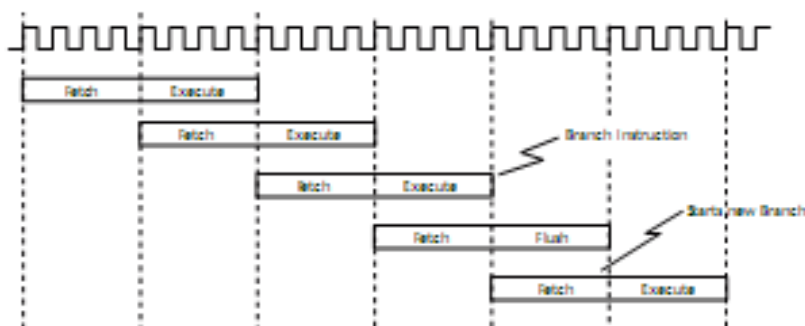 Fetch Execute
Fetch Execute
Branch Instruction
Fetch Execute
Starts new Branch
Fetch Flush
Fetch Execute